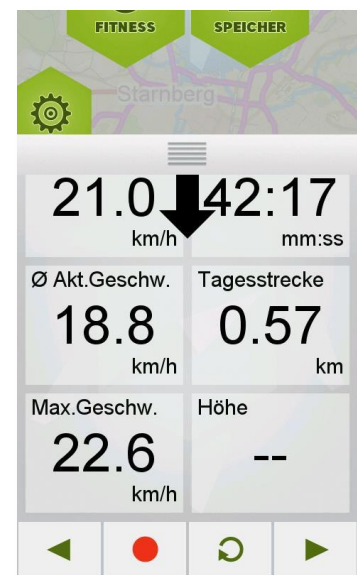 FITNESS SPEICHER
Starnberg
21.0 42:17
km/h mm:ss
Ø Akt.Geschw. Tagesstrecke
18.8 0.57
km/h km
Max.Geschw. Höhe
22.6 --
km/h